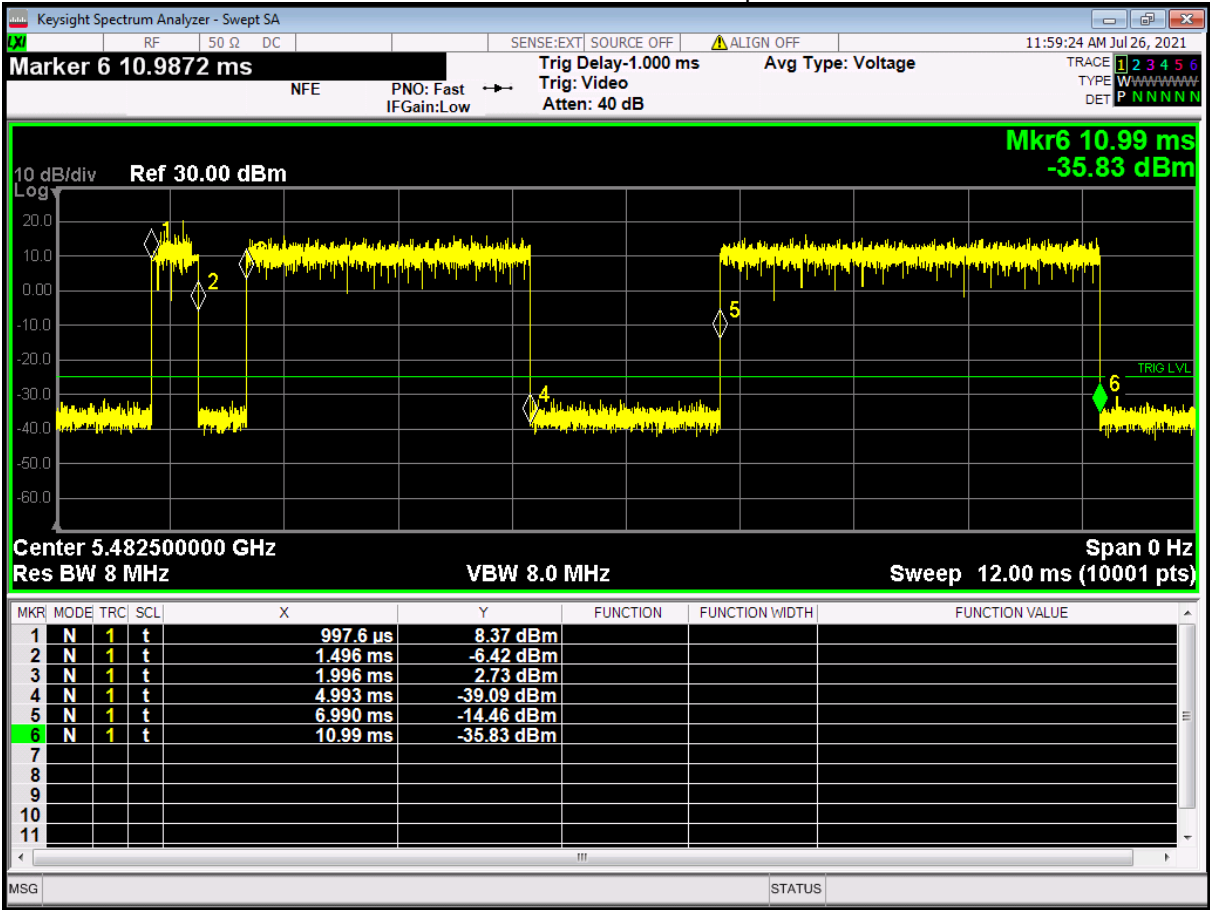 Keysight Spectrum Analyzer - Swept SA
LXI RF 50 Ω DC SENSE:EXT SOURCE OFF ALIGN OFF 11:59:24 AM Jul 26, 2021
Marker 6 10.9872 ms
NFE PNO: Fast IFGain:Low
Trig Delay-1.000 ms Trig: Video Atten: 40 dB
Avg Type: Voltage
TRACE 1 2 3 4 5 6
TYPE WWWWWW
DET P N N N N N
Mkr6 10.99 ms
-35.83 dBm
10 dB/div Ref 30.00 dBm
Log
20.0
10.0
0.00
-10.0
-20.0
-30.0
-40.0
-50.0
-60.0
1
2
3
4
5
6
TRIG LVL
Center 5.482500000 GHz Span 0 Hz
Res BW 8 MHz VBW 8.0 MHz Sweep 12.00 ms (10001 pts)
MKR MODE TRC SCL X Y FUNCTION FUNCTION WIDTH FUNCTION VALUE
1 N 1 t 997.6 µs 8.37 dBm
2 N 1 t 1.496 ms -6.42 dBm
3 N 1 t 1.996 ms 2.73 dBm
4 N 1 t 4.993 ms -39.09 dBm
5 N 1 t 6.990 ms -14.46 dBm
6 N 1 t 10.99 ms -35.83 dBm
7
8
9
10
11
MSG STATUS